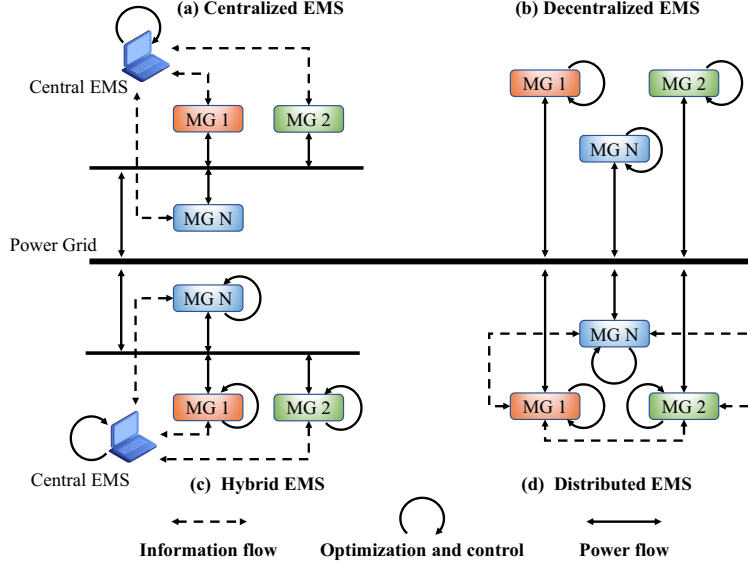 (a) Centralized EMS
(b) Decentralized EMS
Central EMS
MG 1
MG 2
MG N
MG 1
MG 2
MG N
Power Grid
MG N
MG 1
MG 2
Central EMS
MG N
MG 1
MG 2
(c) Hybrid EMS
(d) Distributed EMS
Information flow
Optimization and control
Power flow